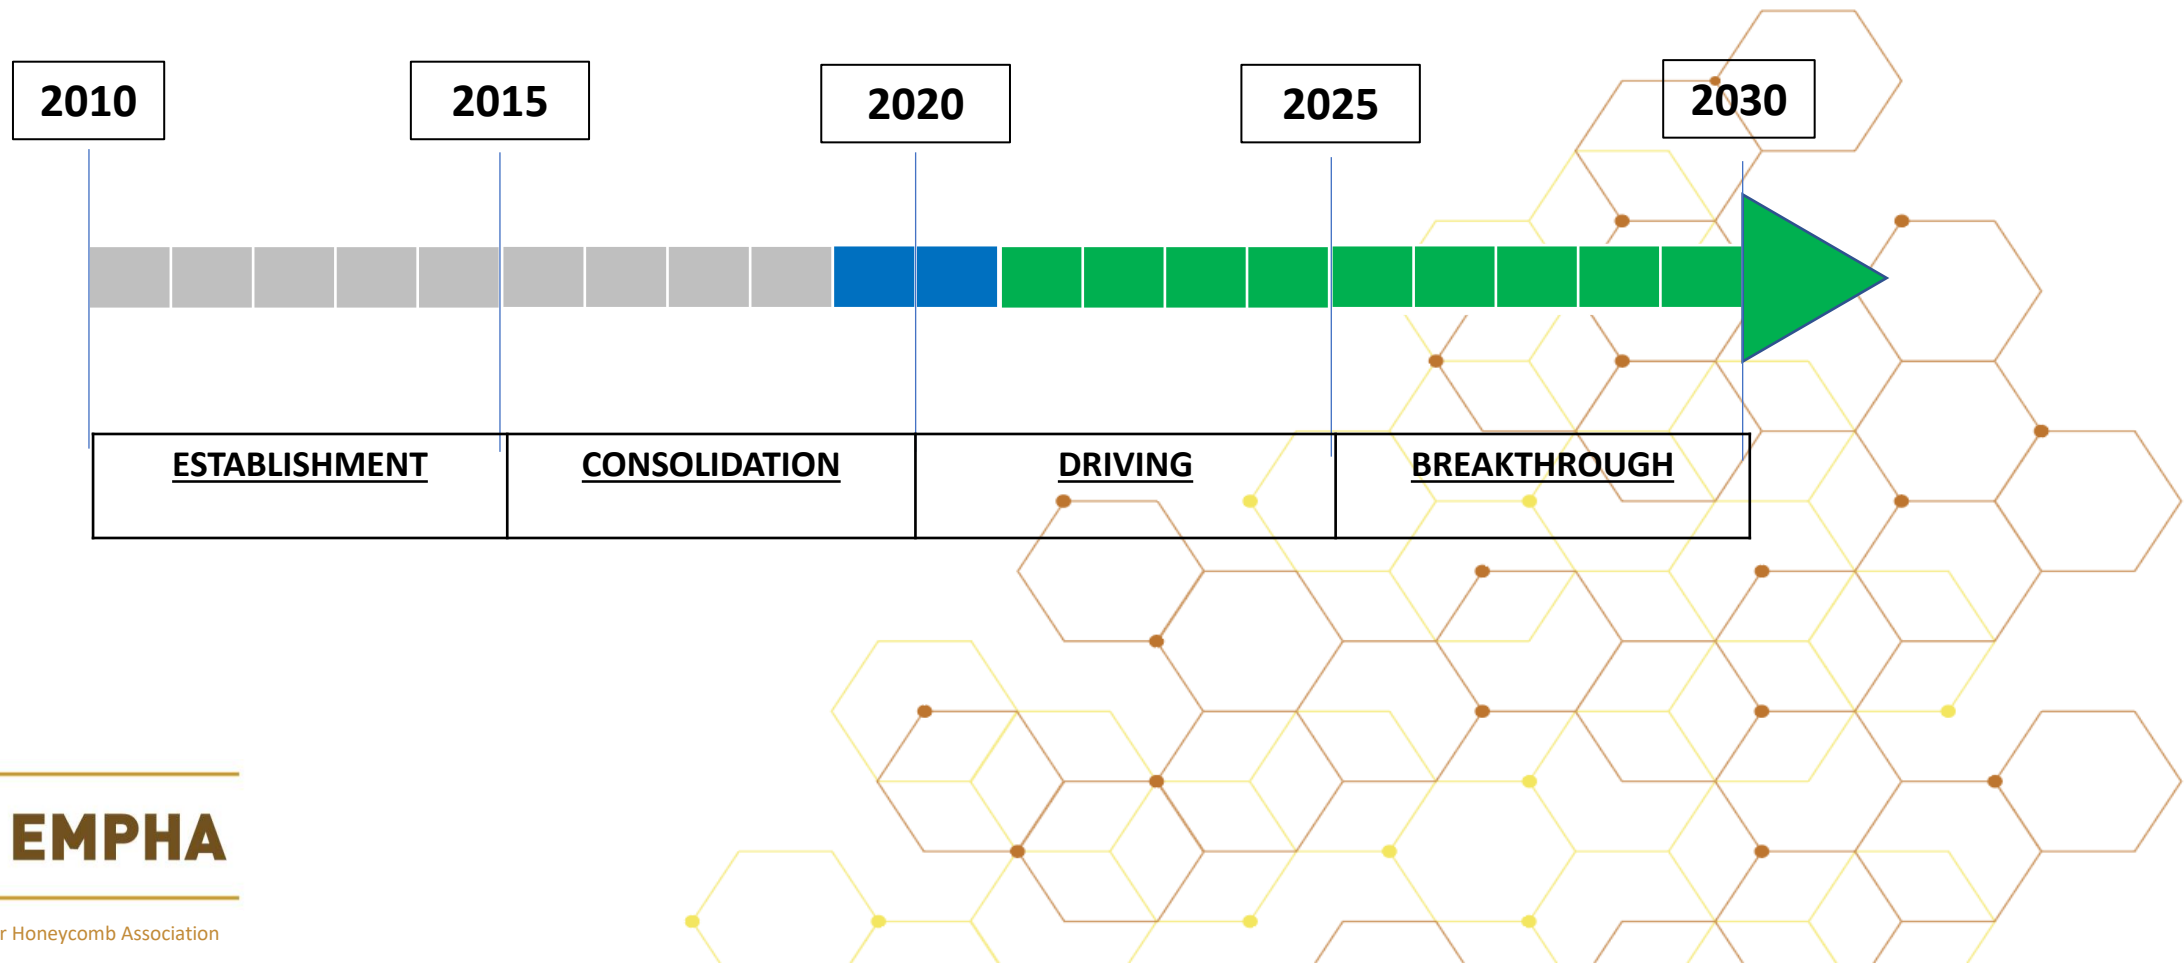 2010 2015 2020 2025 2030
ESTABLISHMENT CONSOLIDATION DRIVING BREAKTHROUGH
EMPHA
r Honeycomb Association